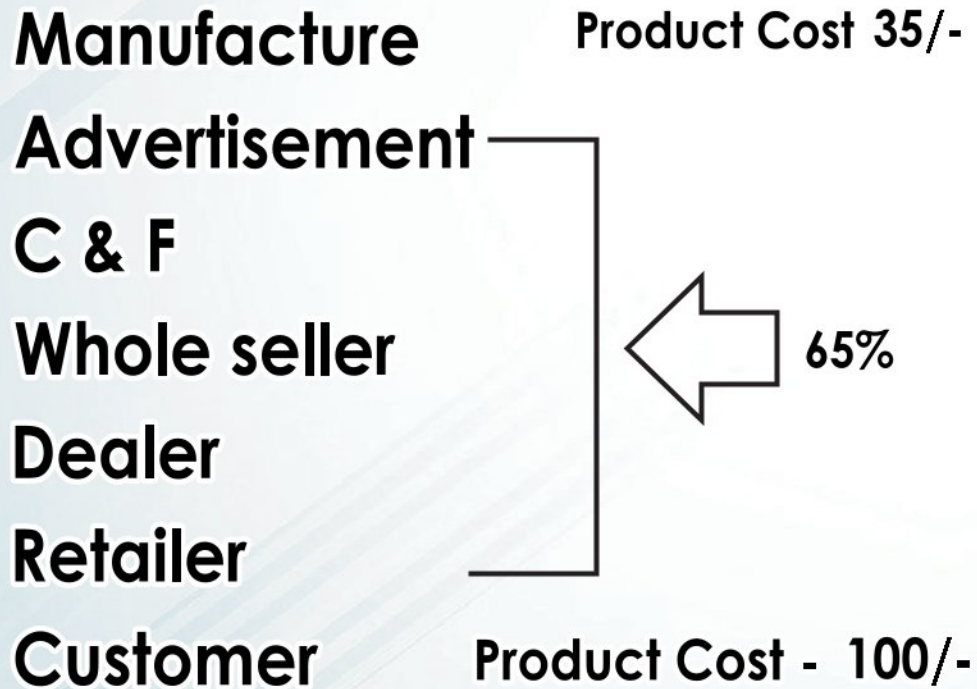 Manufacture Product Cost 35/-
Advertisement
C & F
Whole seller
65%
Dealer
Retailer
Customer Product Cost - 100/-